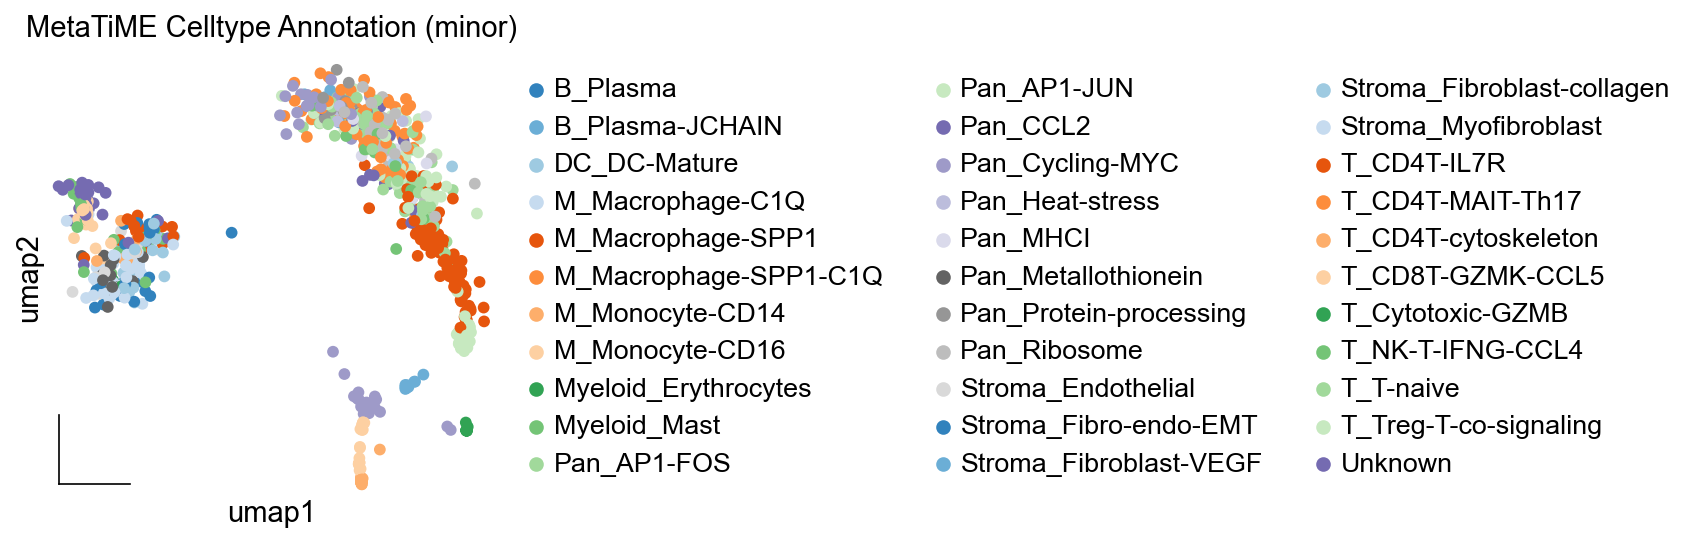 MetaTiME Celltype Annotation (minor)
B_Plasma
B_Plasma-JCHAIN
DC_DC-Mature
M_Macrophage-C1Q
M_Macrophage-SPP1
M_Macrophage-SPP1-C1Q
M_Monocyte-CD14
M_Monocyte-CD16
Myeloid_Erythrocytes
Myeloid_Mast
Pan_AP1-FOS
Pan_AP1-JUN
Pan_CCL2
Pan_Cycling-MYC
Pan_Heat-stress
Pan_MHCI
Pan_Metallothionein
Pan_Protein-processing
Pan_Ribosome
Stroma_Endothelial
Stroma_Fibro-endo-EMT
Stroma_Fibroblast-VEGF
Stroma_Fibroblast-collagen
Stroma_Myofibroblast
T_CD4T-IL7R
T_CD4T-MAIT-Th17
T_CD4T-cytoskeleton
T_CD8T-GZMK-CCL5
T_Cytotoxic-GZMB
T_NK-T-IFNG-CCL4
T_T-naive
T_Treg-T-co-signaling
Unknown
umap2
umap1